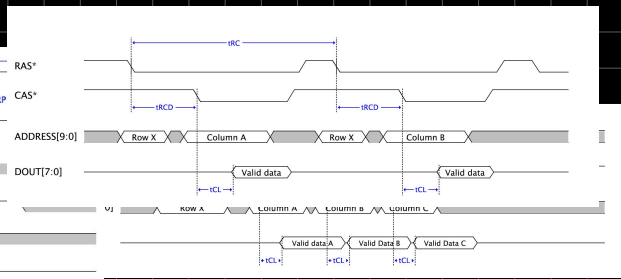 tRC
RAS*
CAS*
tRCD
tRCD
ADDRESS[9:0] Row X Column A Row X Column B
DOUT[7:0] Valid data Valid data
tCL
tCL
Row X Column A Column B Column C
Valid data A Valid Data B Valid Data C
tCL
tCL
tCL